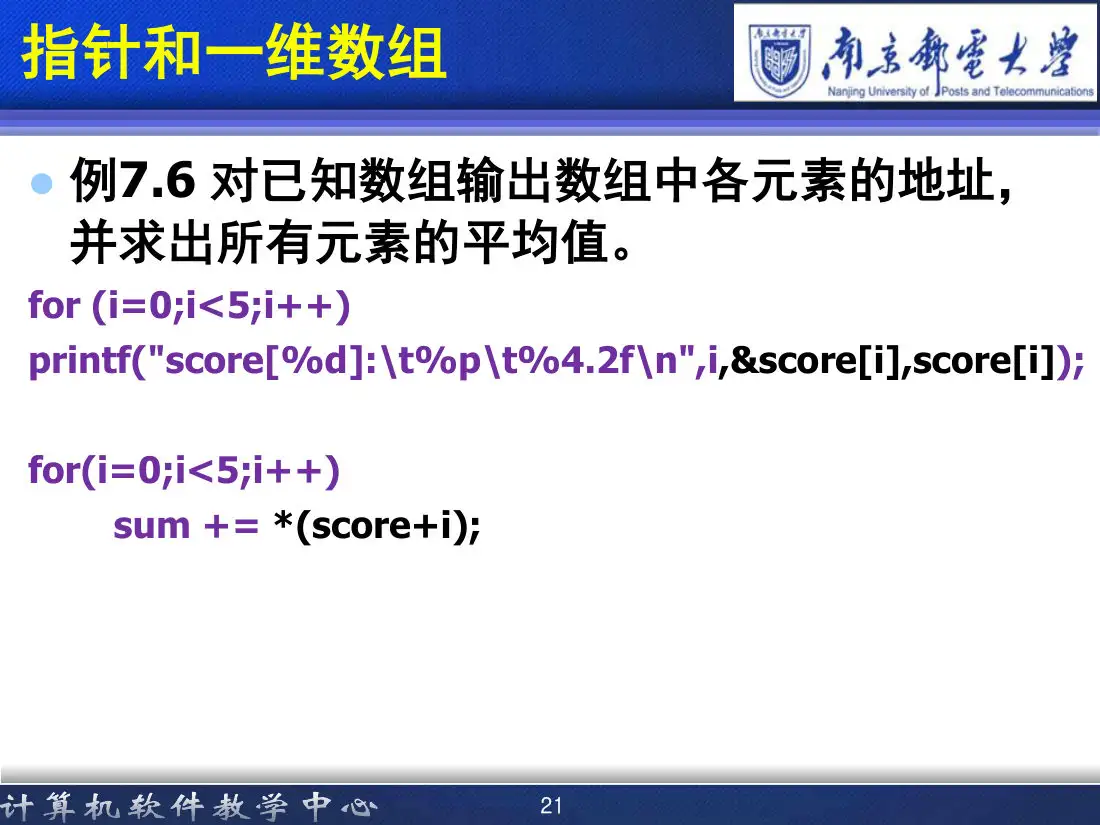 指针和一维数组
南京邮电大学
Nanjing University of Posts and Telecommunications
例7.6 对已知数组输出数组中各元素的地址，
并求出所有元素的平均值。
for (i=0;i<5;i++)
printf("score[%d]:\t%p\t%4.2f\n",i,&score[i],score[i]);
for(i=0;i<5;i++)
sum += *(score+i);
计算机软件教学中心
21